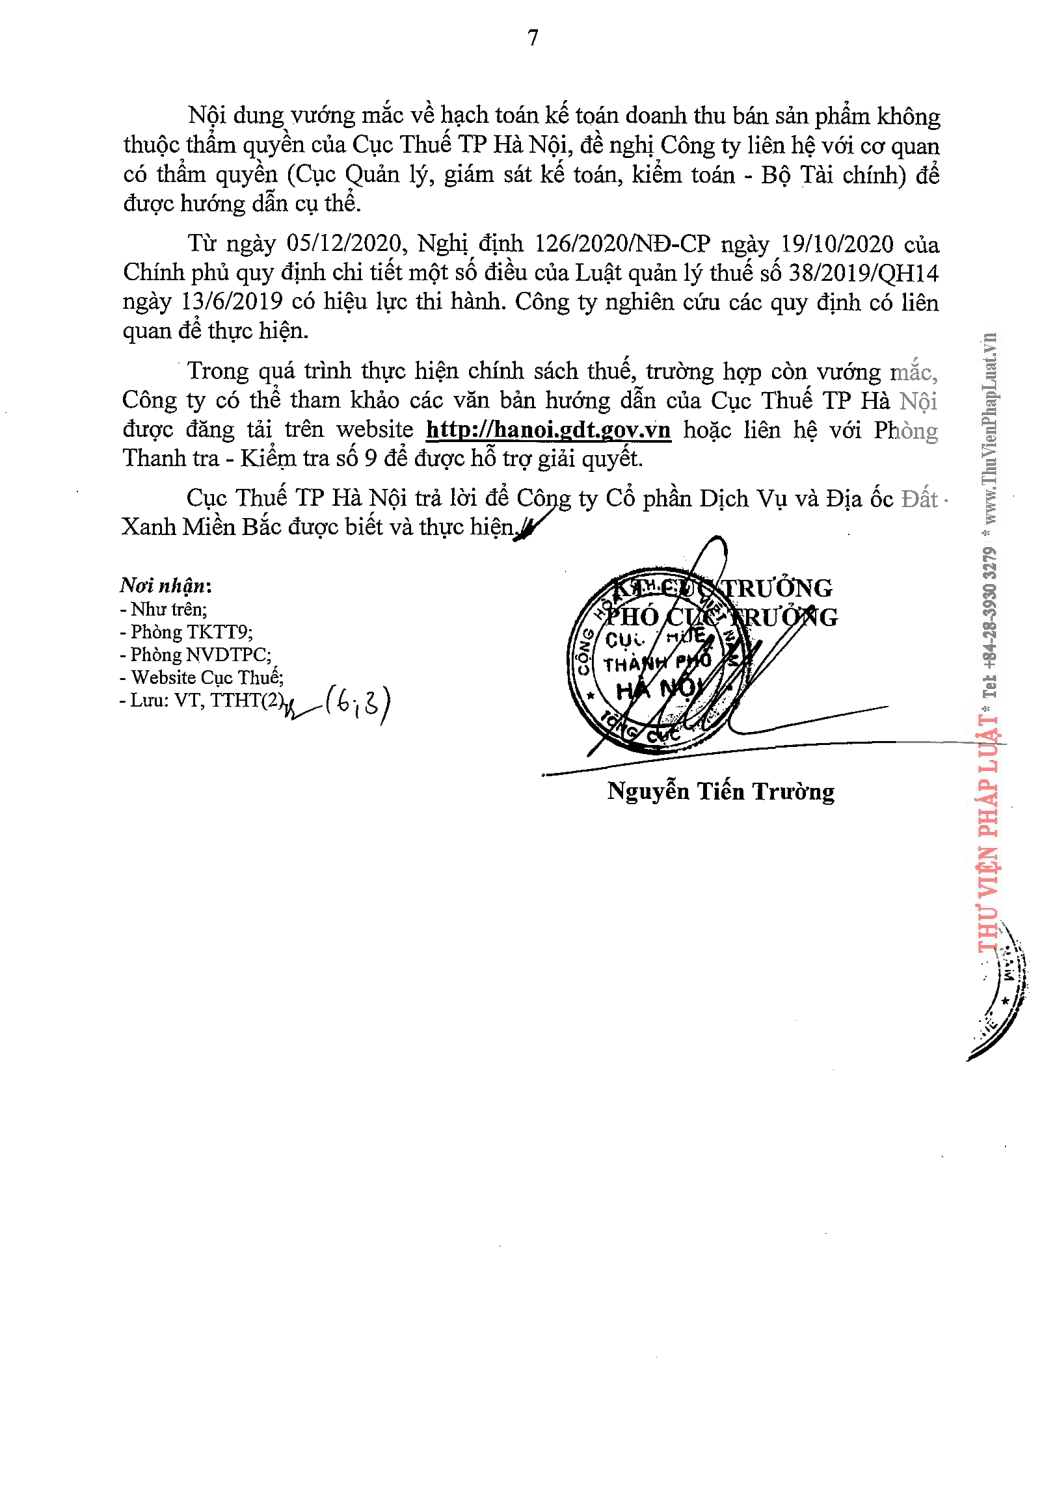 7
Nội dung vướng mắc về hạch toán kế toán doanh thu bán sản phẩm không
thuộc thẩm quyền của Cục Thuế TP Hà Nội, đề nghị Công ty liên hệ với cơ quan
có thẩm quyền (Cục Quản lý, giám sát kế toán, kiểm toán - Bộ Tài chính) để
được hướng dẫn cụ thể.
Từ ngày 05/12/2020, Nghị định 126/2020/NĐ-CP ngày 19/10/2020 của
Chính phủ quy định chi tiết một số điều của Luật quản lý thuế số 38/2019/QH14
ngày 13/6/2019 có hiệu lực thi hành. Công ty nghiên cứu các quy định có liên
quan để thực hiện.
Trong quá trình thực hiện chính sách thuế, trường hợp còn vướng mắc,
Công ty có thể tham khảo các văn bản hướng dẫn của Cục Thuế TP Hà Nội
được đăng tải trên website http://hanoi.gdt.gov.vn hoặc liên hệ với Phòng
Thanh tra - Kiểm tra số 9 để được hỗ trợ giải quyết.
Cục Thuế TP Hà Nội trả lời để Công ty Cổ phần Dịch Vụ và Địa ốc Đất
Xanh Miền Bắc được biết và thực hiện./.
Nơi nhận:
- Như trên;
- Phòng TKTT9;
- Phòng NVDTPC;
- Website Cục Thuế;
- Lưu: VT, TTHT(2). (6;3)
KT. CỤC TRƯỞNG
PHÓ CỤC TRƯỞNG
CỘNG HÒA X.H.C.N VIỆT NAM
CỤC THUẾ
THÀNH PHỐ
HÀ NỘI
TỔNG CỤC
Nguyễn Tiến Trường
THƯ VIỆN PHÁP LUẬT * Tel: +84-28-3930 3279 * www.ThuVienPhapLuat.vn
NAM